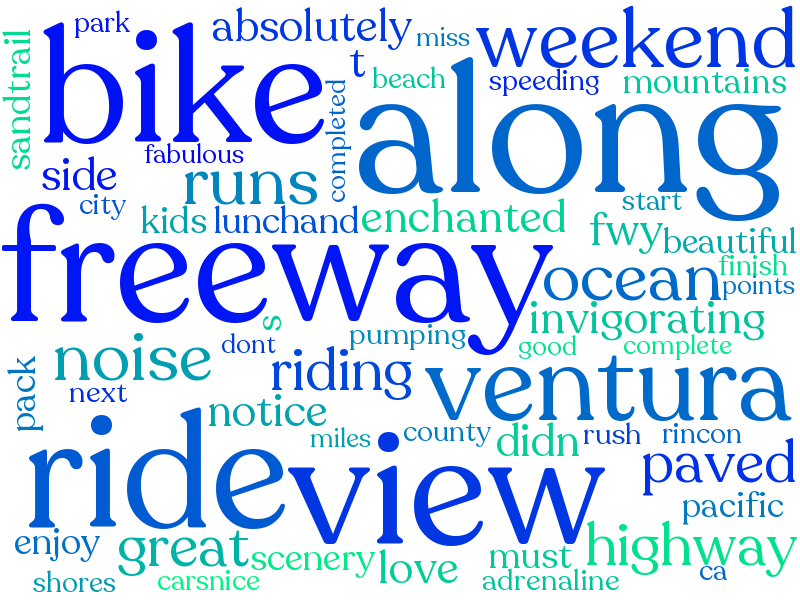 park absolutely miss weekend
sandtrail bike t beach speeding mountains
along
fabulous completed
side runs
city kids lunchand enchanted start
fwy beautiful
freeway ocean finish
points
s invigorating
noise dont pumping good complete
pack next riding ventura
notice
ride view miles county didn rush rincon
paved
pacific
enjoy great scenery love must highway
shores carsnice adrenaline ca